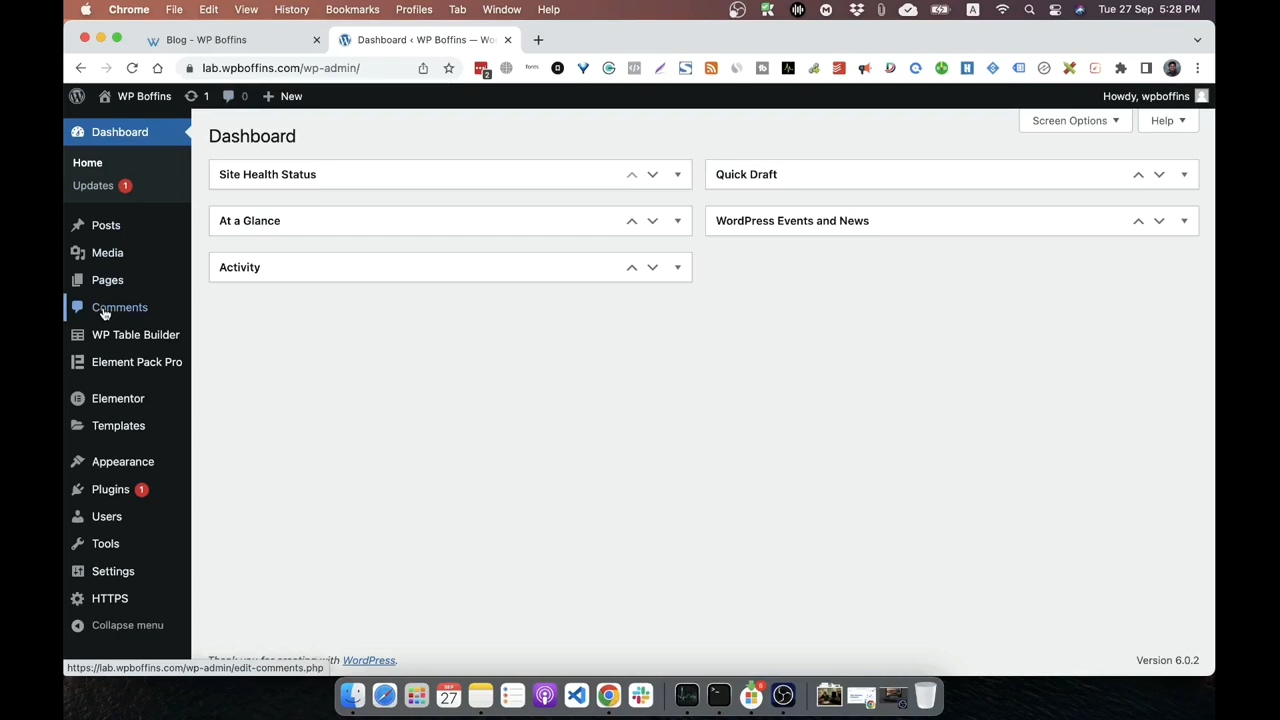 Chrome File Edit View History Bookmarks Profiles Tab Window Help
A
Tue 27 Sep 5:28 PM
Blog - WP Boffins
Dashboard ‹ WP Boffins — Wo
lab.wpboffins.com/wp-admin/
2
WP Boffins 1 0 New
Howdy, wpboffins
Dashboard
Home
Updates 1
Posts
Media
Pages
Comments
WP Table Builder
Element Pack Pro
Elementor
Templates
Appearance
Plugins 1
Users
Tools
Settings
HTTPS
Collapse menu
Screen Options
Help
Dashboard
Site Health Status
At a Glance
Activity
Quick Draft
WordPress Events and News
Thank you for creating with WordPress.
Version 6.0.2
https://lab.wpboffins.com/wp-admin/edit-comments.php
SEP
27